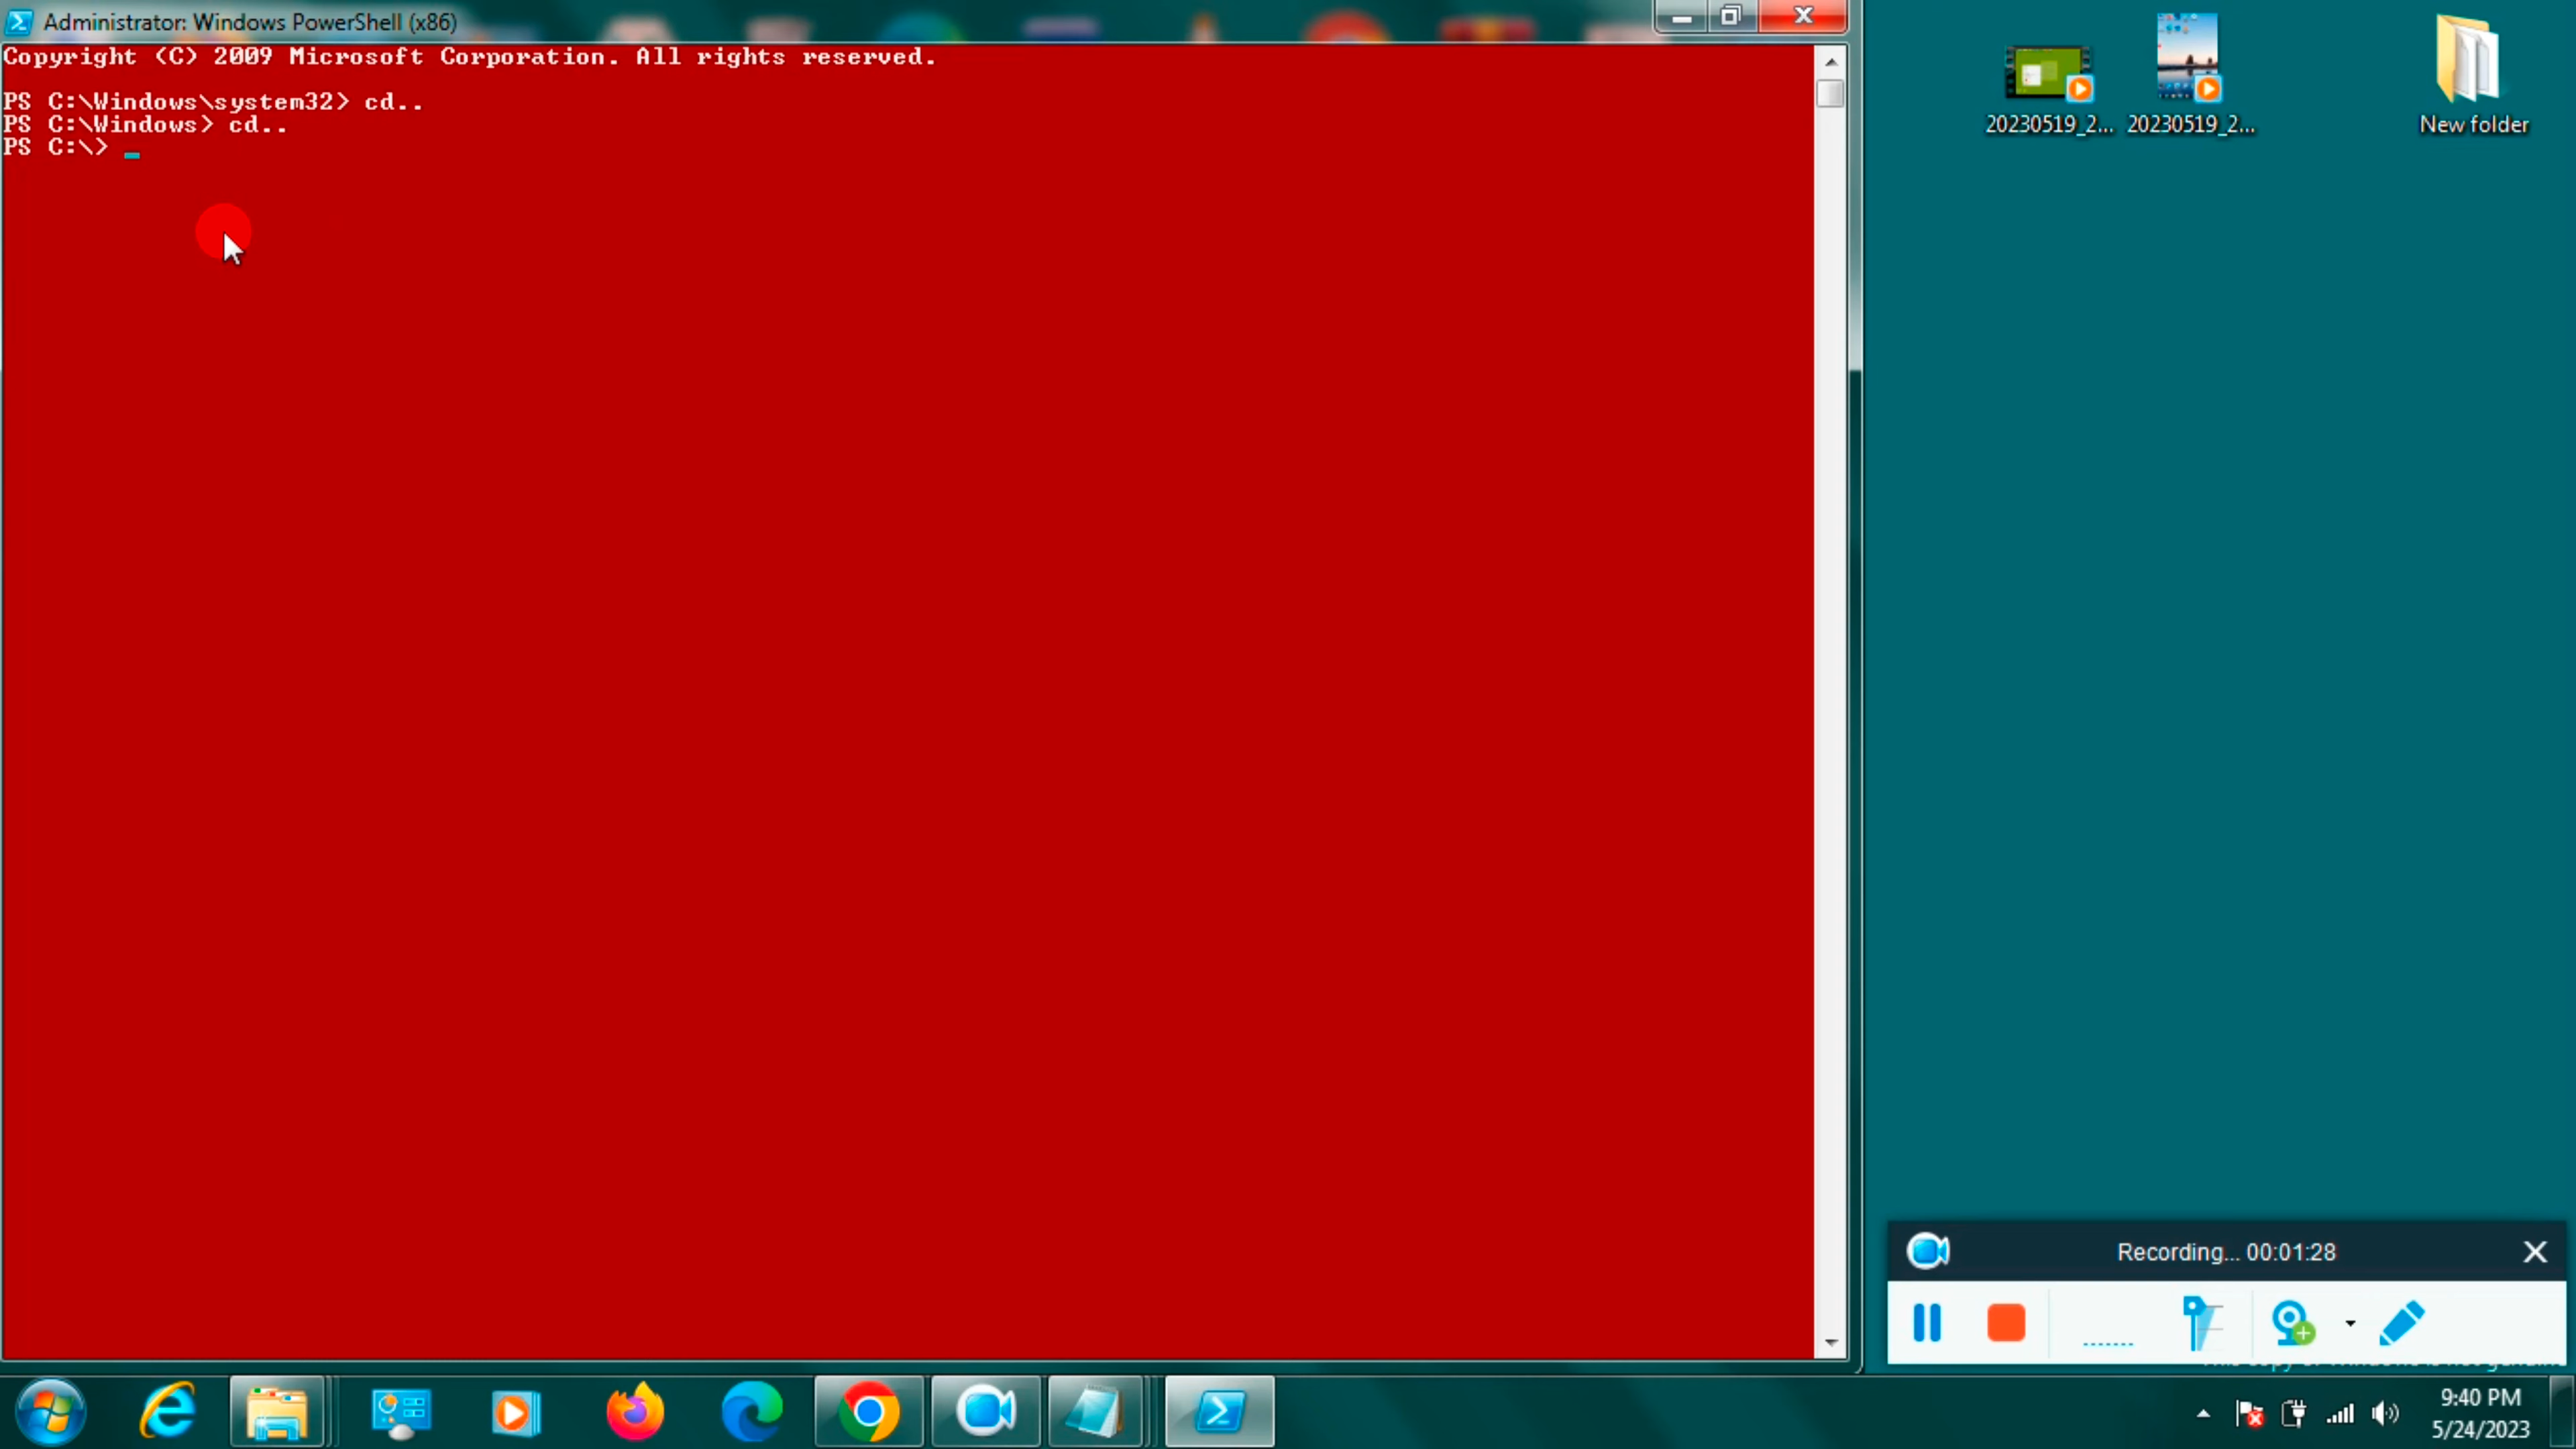 Administrator: Windows PowerShell (x86)
Copyright (C) 2009 Microsoft Corporation. All rights reserved.
PS C:\Windows\system32> cd..
PS C:\Windows> cd..
PS C:\>
20230519_2... 20230519_2... New folder
Recording... 00:01:28
9:40 PM
5/24/2023